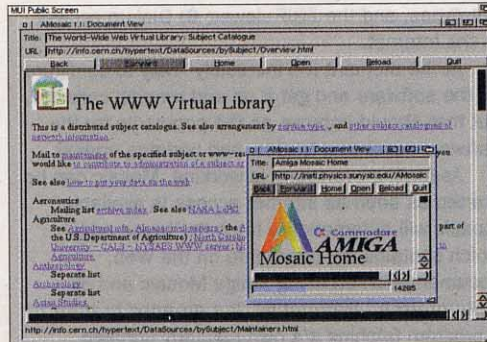 MUI Public Screen
AMosaic 1.1: Document View
Title: The World-Wide Web Virtual Library: Subject Catalogue
URL: http://info.cern.ch/hypertext/DataSources/bySubject/Overview.html
Back Forward Home Open Reload Quit
The WWW Virtual Library
This is a distributed subject catalogue. See also arrangement by service type , and other subject catalogues of
network information
Mail to maintainers of the specified subject or www-re
would like to contribute to administration of a subject ar
See also how to put your data on the web
Aeronautics
Mailing list archive index . See also NASA LaRC
Agriculture
See Agricultural info , Almanac mail servers ; the A
part of
the U.S. Department of Agriculture) ; North Carolina
University - CALS - NYSAES WWW server ; N
Agriculture
Anthropology
Separate list
Archaeology
Separate list
Asian Studies
http://info.cern.ch/hypertext/DataSources/bySubject/Maintainers.html
AMosaic 1.1: Document View
Title: Amiga Mosaic Home
URL: http://insti.physics.sunysb.edu/AMosaic
Back Forward Home Open Reload Quit
Commodore
AMIGA
Mosaic Home
14285